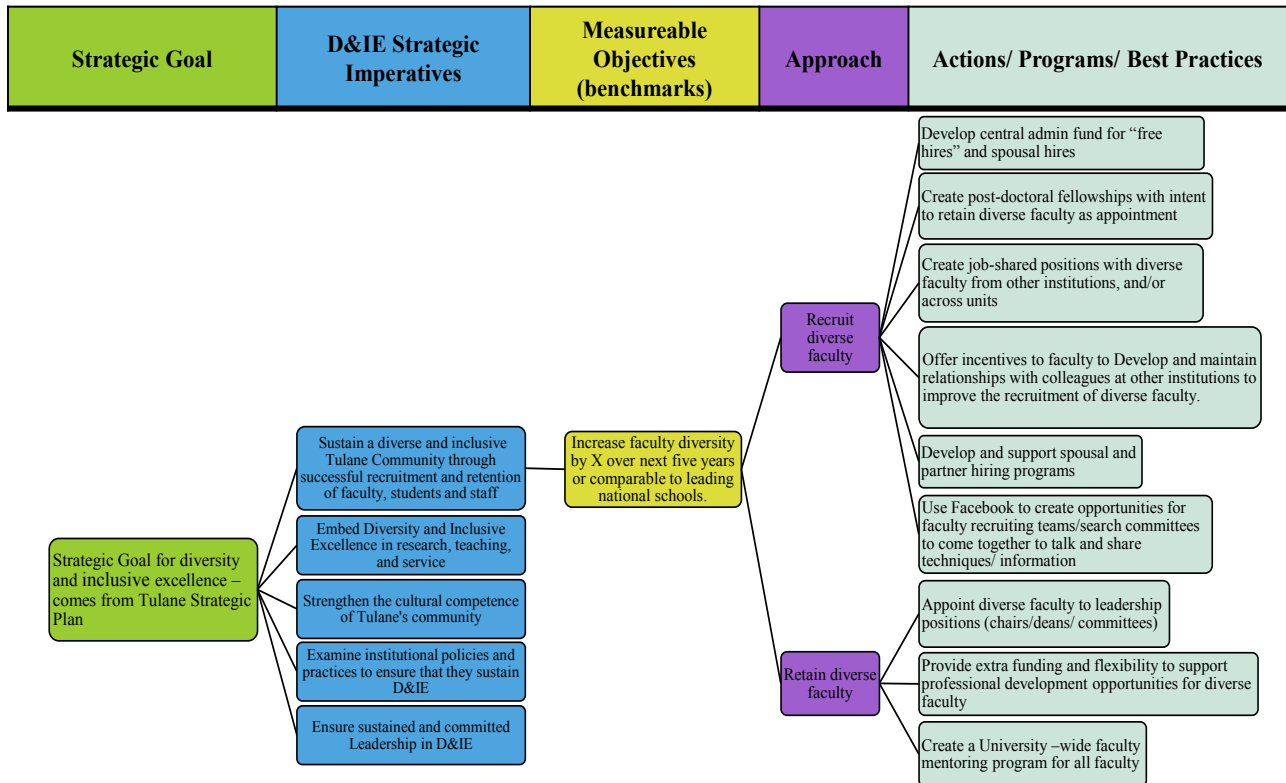 Strategic Goal
D&IE Strategic
Imperatives
Measureable
Objectives
(benchmarks)
Approach
Actions/ Programs/ Best Practices
Strategic Goal for diversity
and inclusive excellence –
comes from Tulane Strategic
Plan
Sustain a diverse and inclusive
Tulane Community through
successful recruitment and retention
of faculty, students and staff
Embed Diversity and Inclusive
Excellence in research, teaching,
and service
Strengthen the cultural competence
of Tulane's community
Examine institutional policies and
practices to ensure that they sustain
D&IE
Ensure sustained and committed
Leadership in D&IE
Increase faculty diversity
by X over next five years
or comparable to leading
national schools.
Recruit
diverse
faculty
Develop central admin fund for “free
hires” and spousal hires
Create post-doctoral fellowships with intent
to retain diverse faculty as appointment
Create job-shared positions with diverse
faculty from other institutions, and/or
across units
Offer incentives to faculty to Develop and maintain
relationships with colleagues at other institutions to
improve the recruitment of diverse faculty.
Develop and support spousal and
partner hiring programs
Use Facebook to create opportunities for
faculty recruiting teams/search committees
to come together to talk and share
techniques/ information
Retain diverse
faculty
Appoint diverse faculty to leadership
positions (chairs/deans/ committees)
Provide extra funding and flexibility to support
professional development opportunities for diverse
faculty
Create a University –wide faculty
mentoring program for all faculty